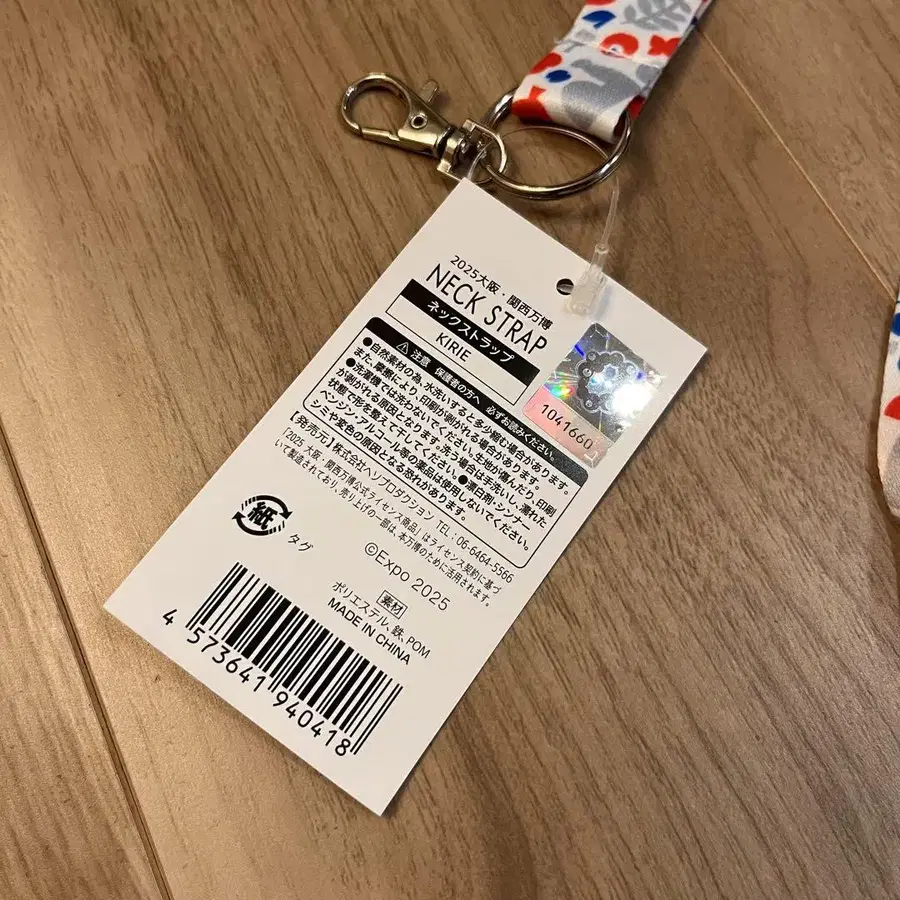 2025大阪・関西万博
NECK STRAP
ネックストラップ
KIRIE
1041660
⚠注意 保護者の方へ 必ずお読みください。
●自然素材の為、水洗いすると多少縮む場合があります。
また、摩擦により、印刷が剥がれる場合があります。
●洗濯機では洗わないでください。生地が傷んだり、印刷
が剥がれる原因となります。洗う場合は手洗いし、濡れた
状態で形を整えて干してください。●漂白剤・シンナー
ベンジン・アルコール等の薬品は使用しないでください。
シミや変色の原因となる恐れがあります。
【発売元】株式会社ヘソプロダクション TEL:06-6464-5566
「2025 大阪・関西万博公式ライセンス商品」はライセンス契約に基づ
いて製造されており、売り上げの一部は、本万博のために活用されます。
©Expo 2025
紙
タグ
素材
ポリエステル、鉄、POM
MADE IN CHINA
4 573641 940418